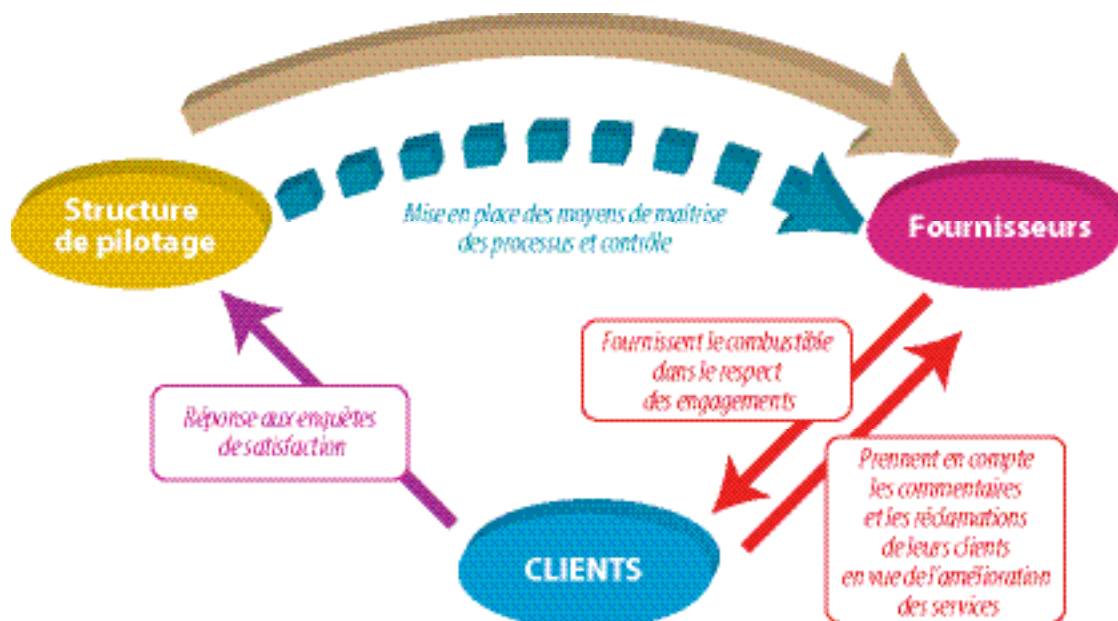 Structure
de pilotage
Mise en place des moyens de maîtrise
des processus et contrôle
Fournisseurs
Fournissent le combustible
dans le respect
des engagements
Réponse aux enquêtes
de satisfaction
Prennent en compte
les commentaires
et les réclamations
de leurs clients
en vue de l'amélioration
des services
CLIENTS